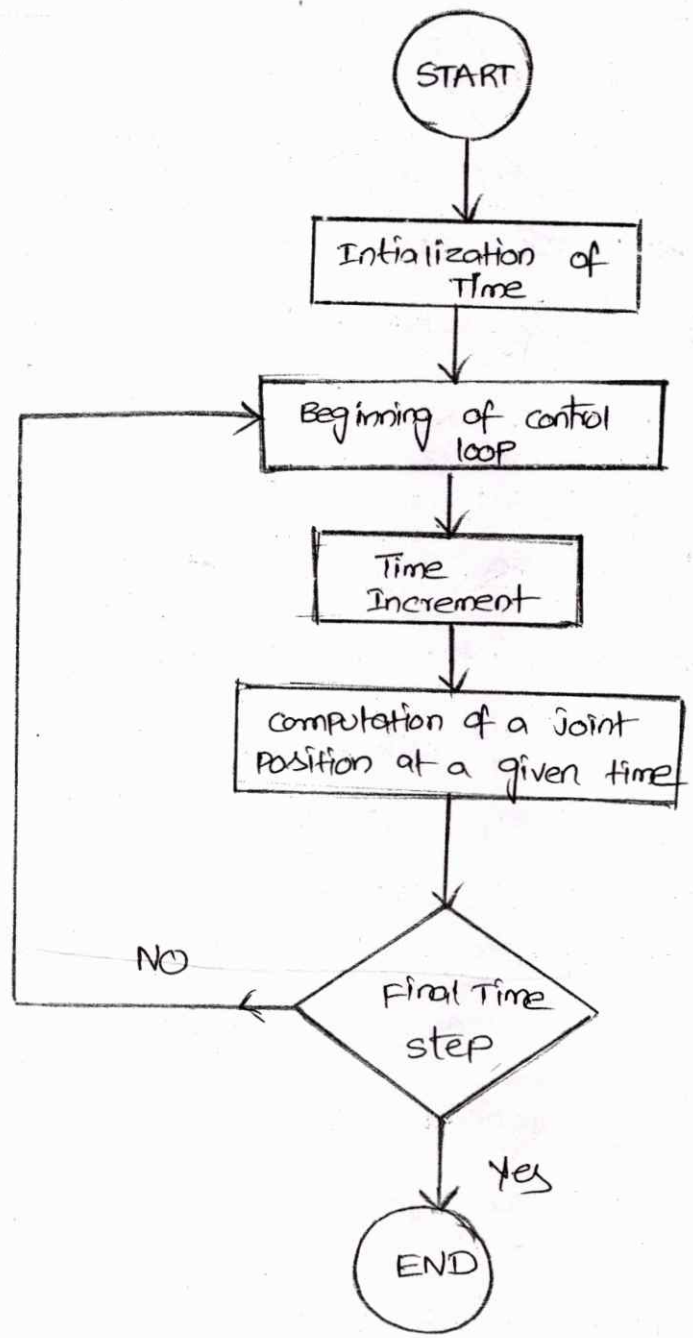 START
Intialization of
Time
Beginning of control
loop
Time
Increment
computation of a joint
position at a given time
NO
Final Time
step
Yes
END